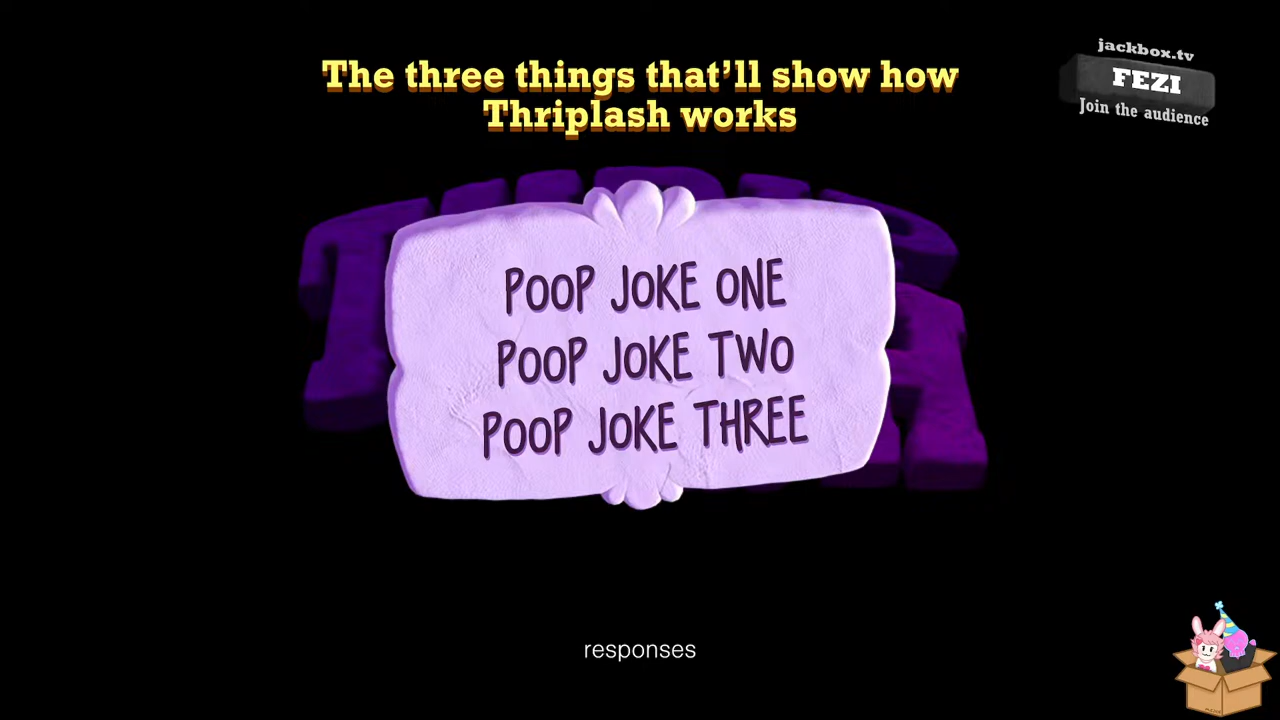 The three things that'll show how
Thriplash works
jackbox.tv
FEZI
Join the audience
POOP JOKE ONE
POOP JOKE TWO
POOP JOKE THREE
responses